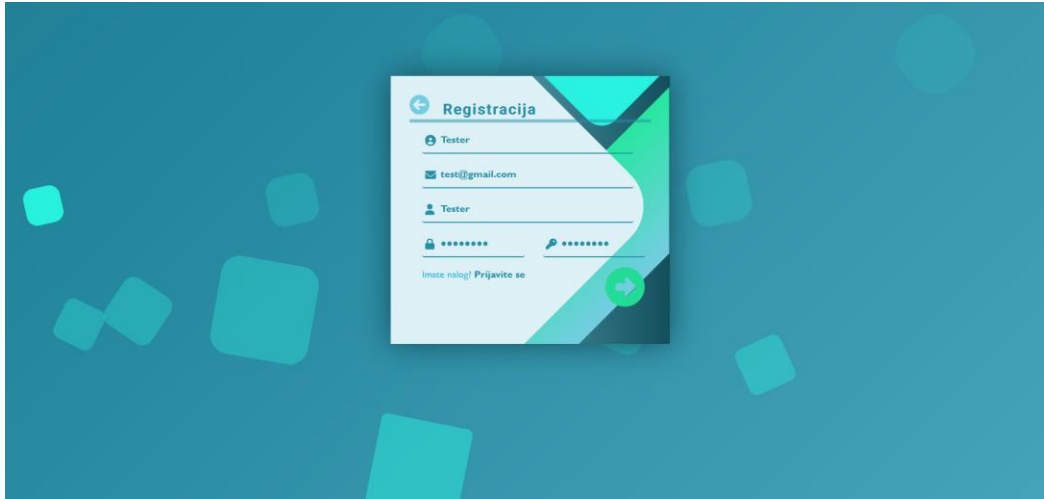 Registracija
Tester
test@gmail.com
Tester
•••••••• ••••••••
Imate nalog? Prijavite se